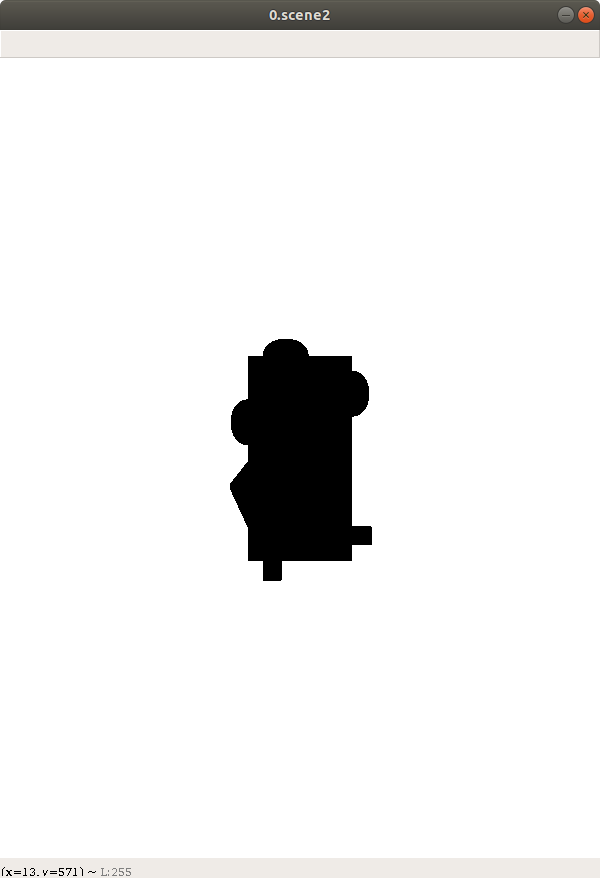 0.scene2
(x=13, y=571) ~ L:255